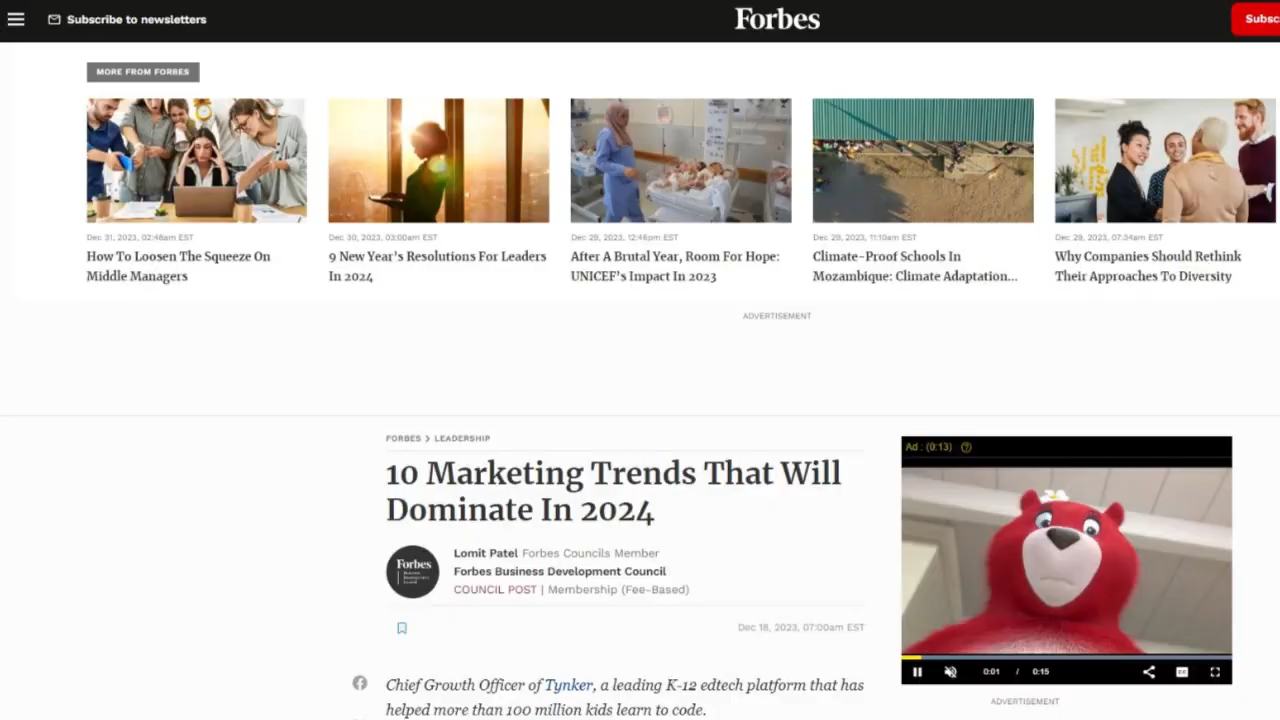 Subscribe to newsletters
Forbes
Subsc
MORE FROM FORBES
Dec 31, 2023, 02:48am EST
How To Loosen The Squeeze On
Middle Managers
Dec 30, 2023, 03:00am EST
9 New Year's Resolutions For Leaders
In 2024
Dec 29, 2023, 12:46pm EST
After A Brutal Year, Room For Hope:
UNICEF's Impact In 2023
Dec 29, 2023, 11:10am EST
Climate-Proof Schools In
Mozambique: Climate Adaptation...
Dec 29, 2023, 07:34am EST
Why Companies Should Rethink
Their Approaches To Diversity
ADVERTISEMENT
FORBES > LEADERSHIP
10 Marketing Trends That Will
Dominate In 2024
Forbes
Lomit Patel Forbes Councils Member
Forbes Business Development Council
COUNCIL POST | Membership (Fee-Based)
Dec 18, 2023, 07:00am EST
Chief Growth Officer of Tynker, a leading K-12 edtech platform that has
helped more than 100 million kids learn to code.
Ad : (0:13)
0:01 / 0:15
ADVERTISEMENT